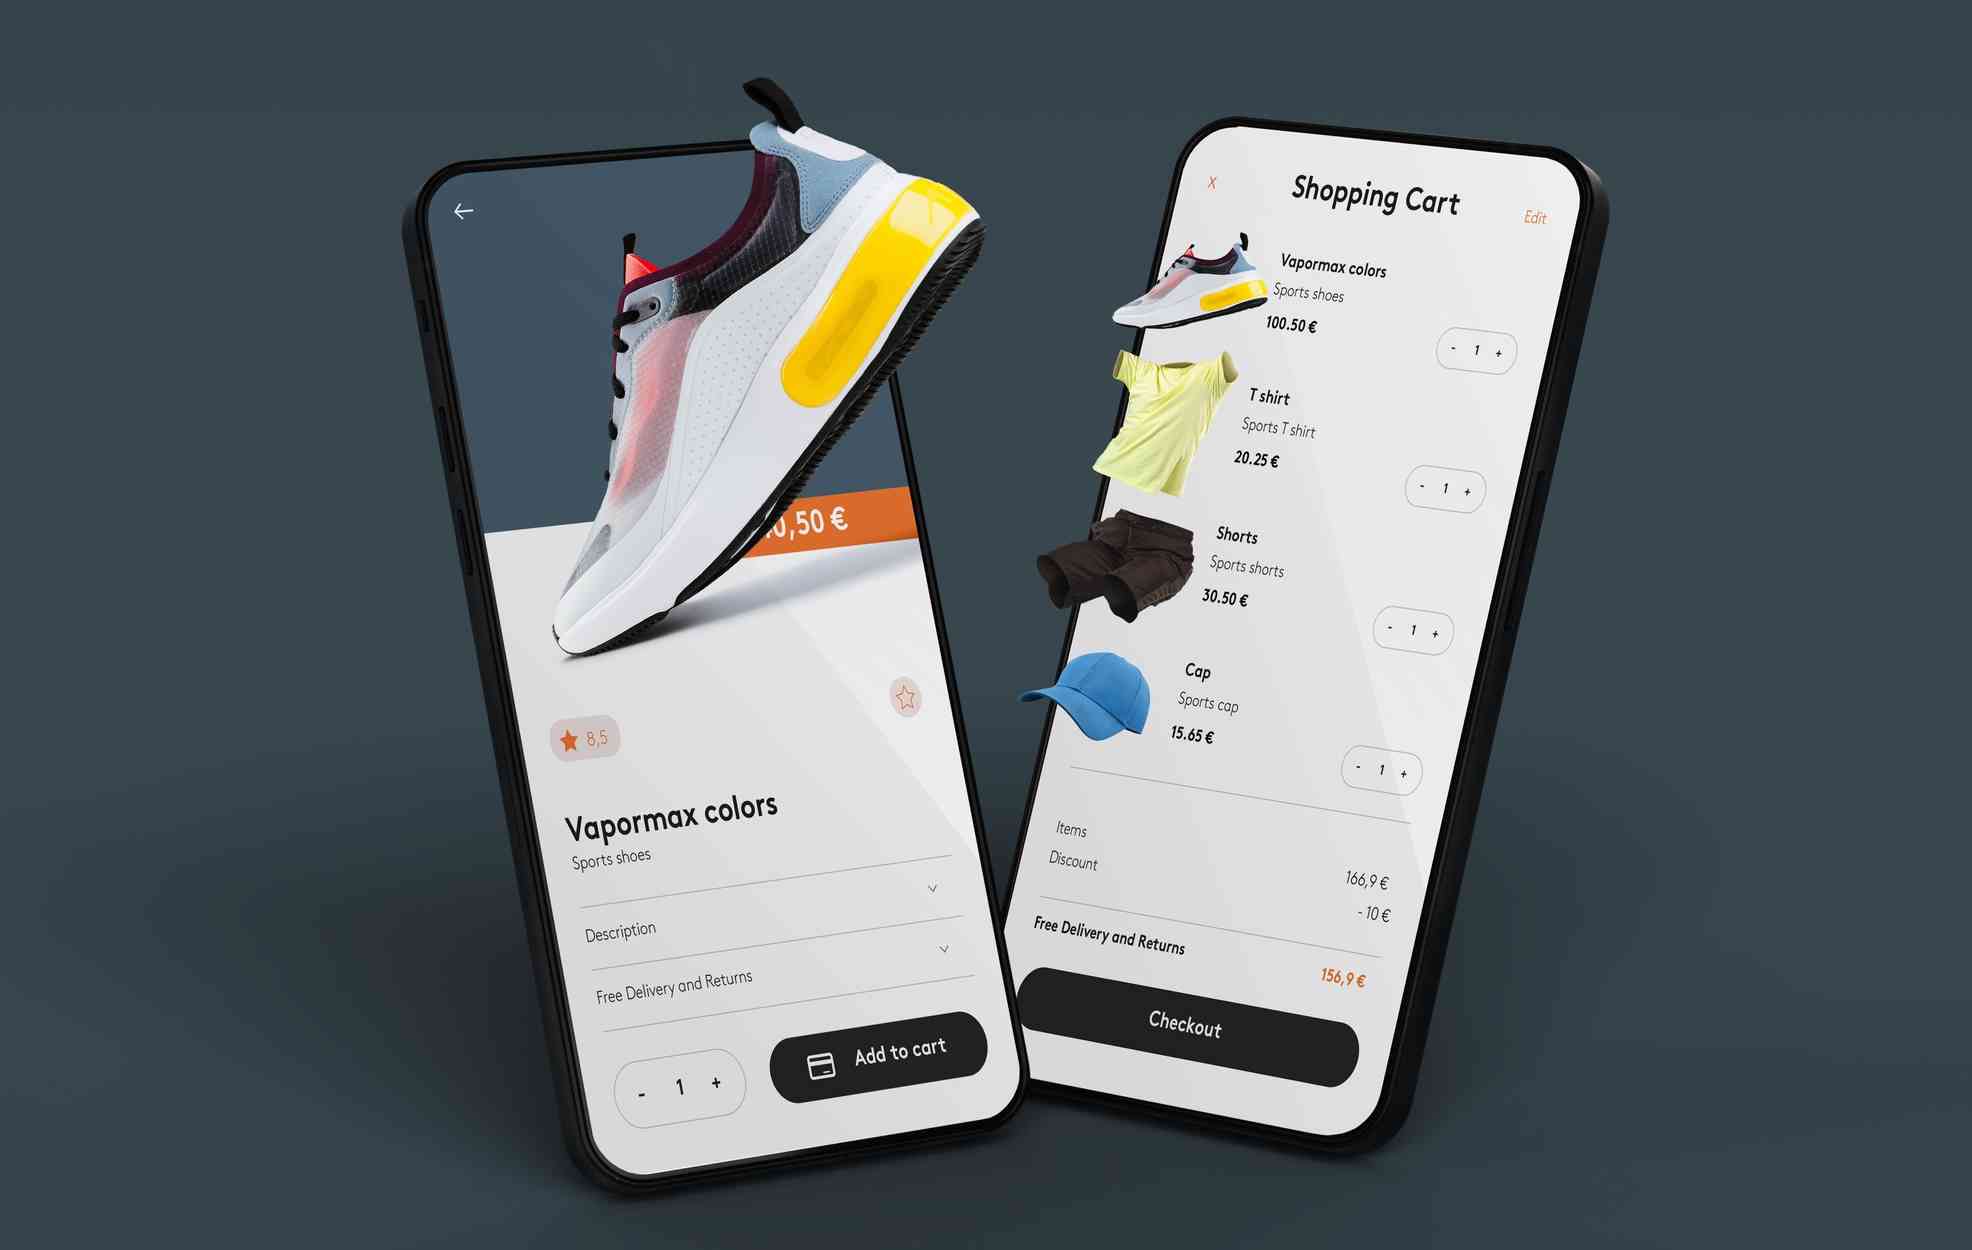 0,50 €
8,5
Vapormax colors
Sports shoes
Description
Free Delivery and Returns
- 1 +
Add to cart
X
Shopping Cart
Edit
Vapormax colors
Sports shoes
100.50 €
- 1 +
T shirt
Sports T shirt
20.25 €
- 1 +
Shorts
Sports shorts
30.50 €
- 1 +
Cap
Sports cap
15.65 €
- 1 +
Items
166,9 €
Discount
- 10 €
Free Delivery and Returns
156,9 €
Checkout